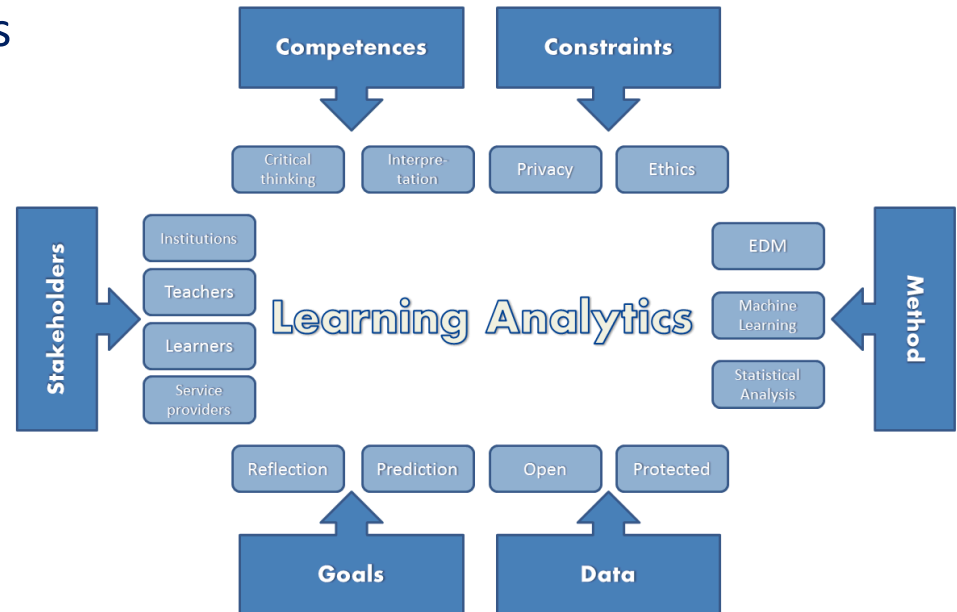 s
Competences
Constraints
Critical
thinking
Interpre-
tation
Privacy
Ethics
Stakeholders
Institutions
Teachers
Learners
Service
providers
Learning Analytics
EDM
Machine
Learning
Statistical
Analysis
Method
Reflection
Prediction
Open
Protected
Goals
Data